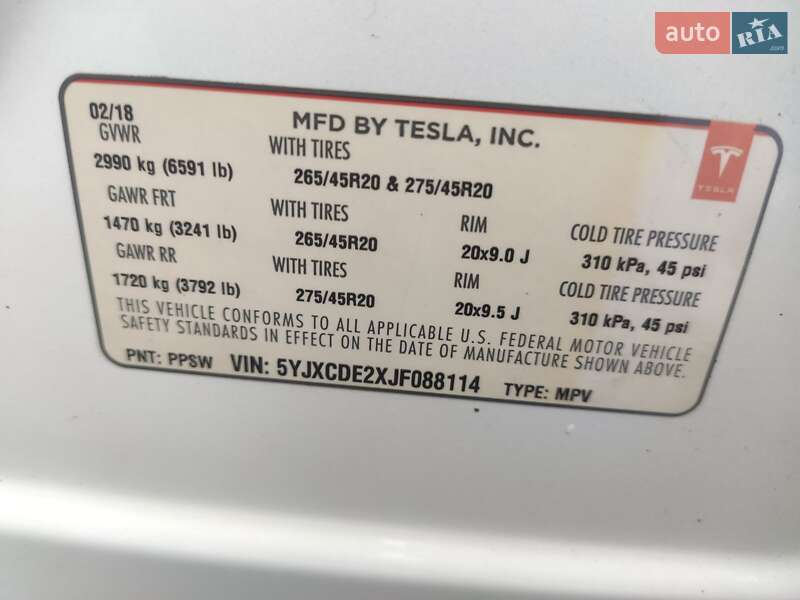 auto RIA.com
MFD BY TESLA, INC.
TESLA
02/18
GVWR
2990 kg (6591 lb)
WITH TIRES
265/45R20 & 275/45R20
GAWR FRT
1470 kg (3241 lb)
WITH TIRES
265/45R20
RIM
20x9.0 J
COLD TIRE PRESSURE
310 kPa, 45 psi
GAWR RR
1720 kg (3792 lb)
WITH TIRES
275/45R20
RIM
20x9.5 J
COLD TIRE PRESSURE
310 kPa, 45 psi
THIS VEHICLE CONFORMS TO ALL APPLICABLE U.S. FEDERAL MOTOR VEHICLE
SAFETY STANDARDS IN EFFECT ON THE DATE OF MANUFACTURE SHOWN ABOVE.
PNT: PPSW VIN: 5YJXCDE2XJF088114 TYPE: MPV